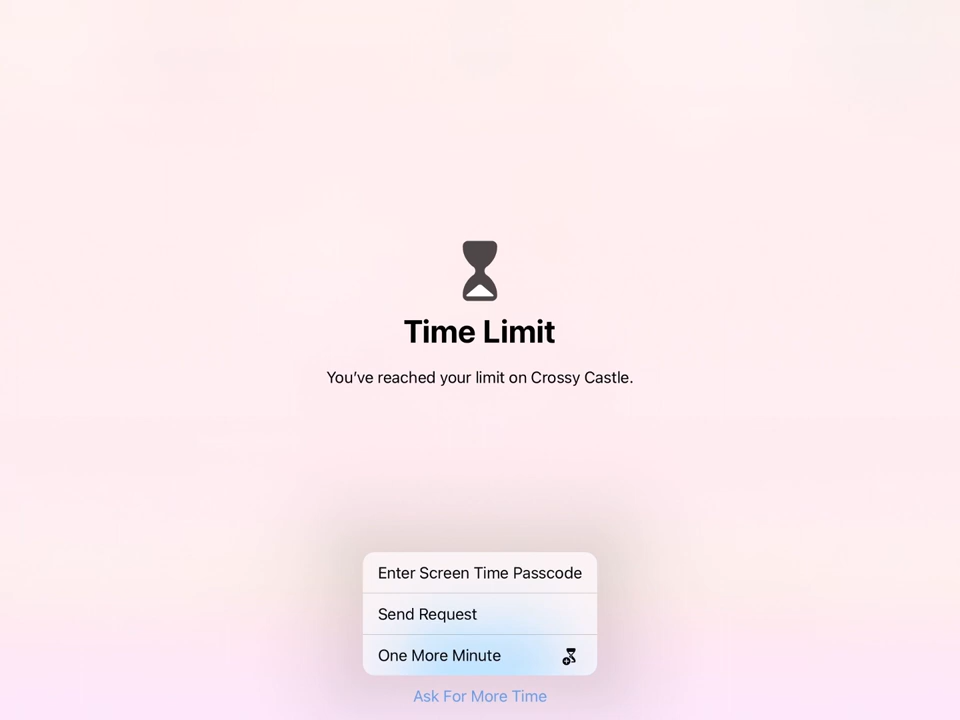 Time Limit
You’ve reached your limit on Crossy Castle.
Enter Screen Time Passcode
Send Request
One More Minute
Ask For More Time